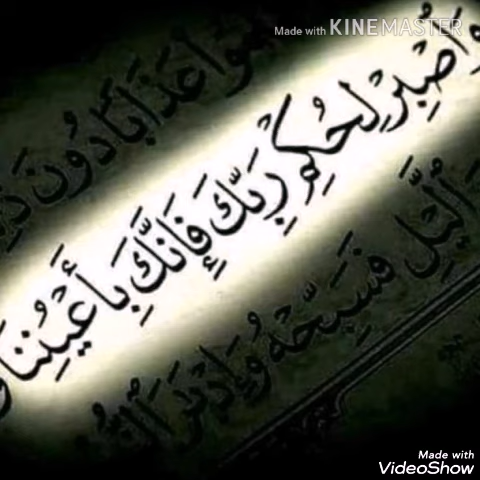 Made with KINEMASTER
عَذَابًا دُونَ
وَٱصْبِرْ لِحُكْمِ رَبِّكَ فَإِنَّكَ بِأَعْيُنِنَا
ٱلَّيْلِ فَسَبِّحْهُ وَإِدْبَٰرَ
Made with
VideoShow